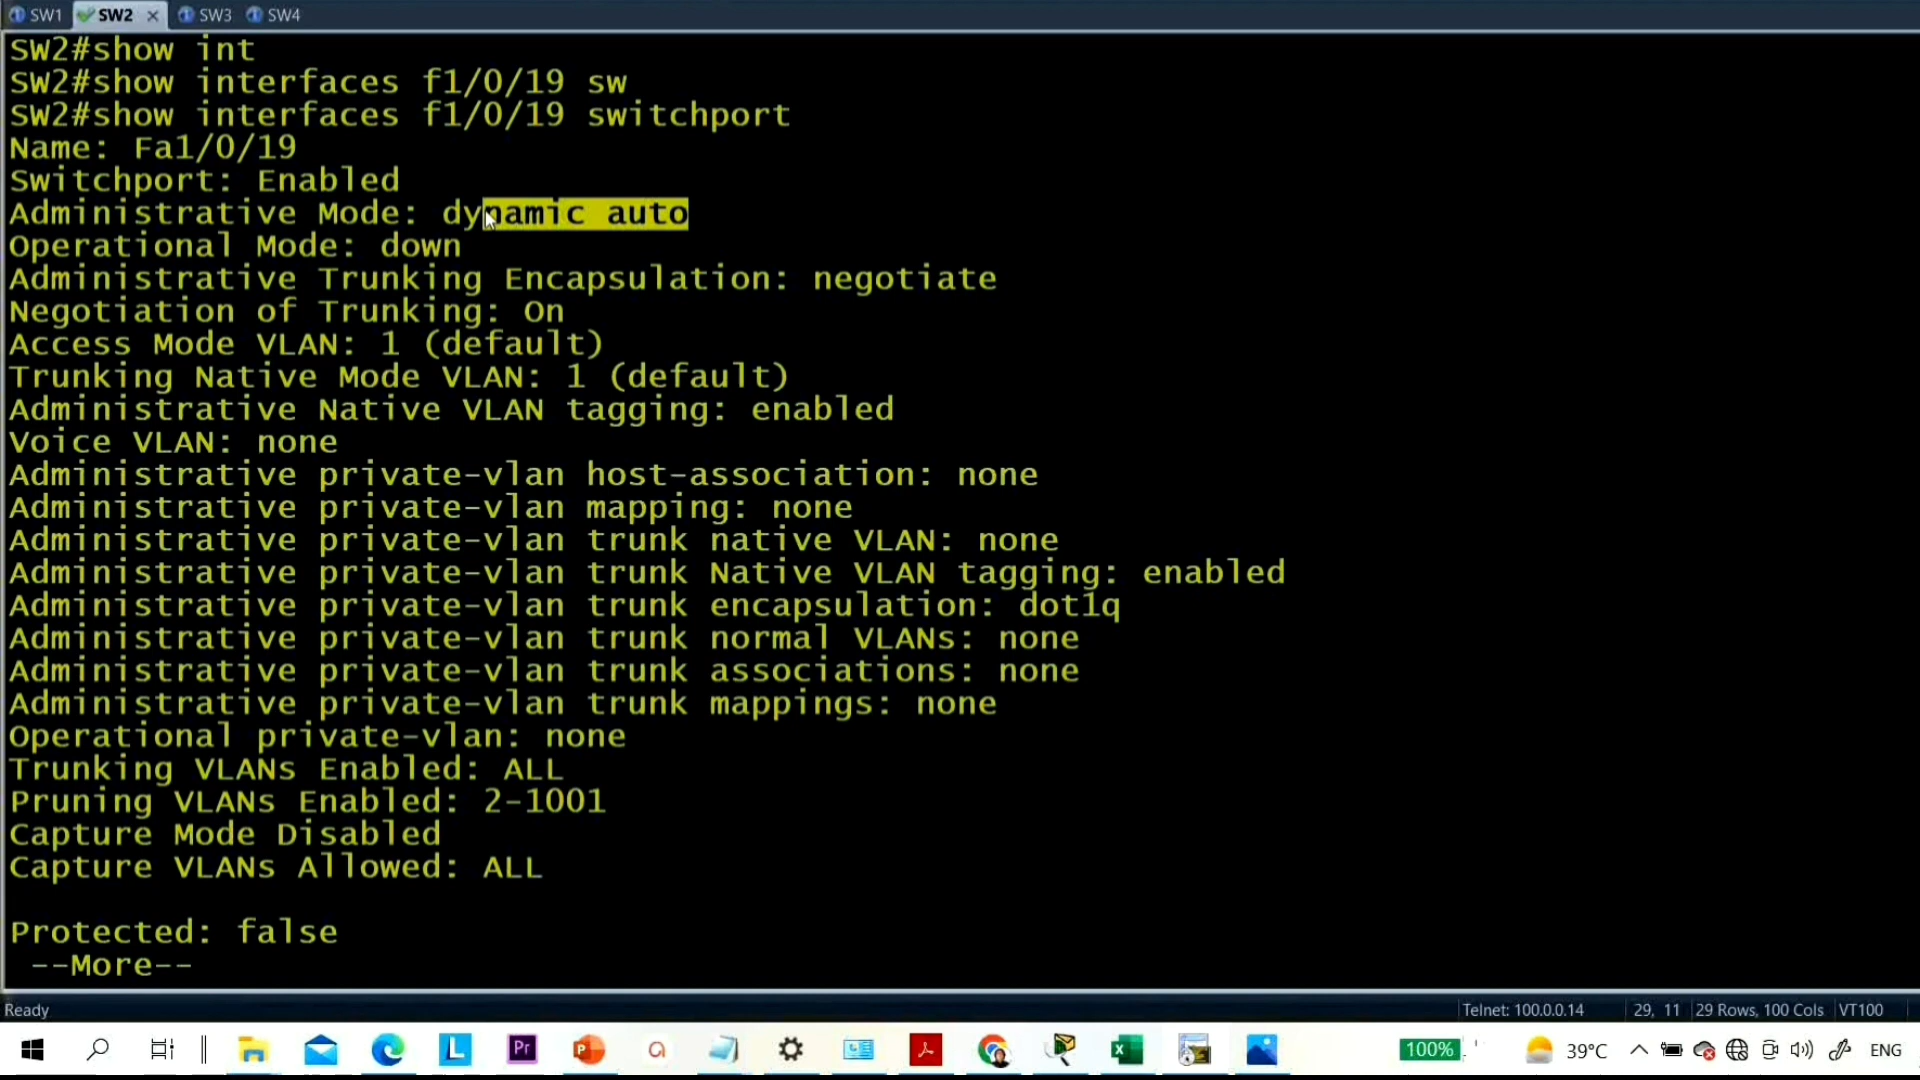 SW1 SW2 SW3 SW4
SW2#show int
SW2#show interfaces f1/0/19 sw
SW2#show interfaces f1/0/19 switchport
Name: Fa1/0/19
Switchport: Enabled
Administrative Mode: dynamic auto
Operational Mode: down
Administrative Trunking Encapsulation: negotiate
Negotiation of Trunking: On
Access Mode VLAN: 1 (default)
Trunking Native Mode VLAN: 1 (default)
Administrative Native VLAN tagging: enabled
Voice VLAN: none
Administrative private-vlan host-association: none
Administrative private-vlan mapping: none
Administrative private-vlan trunk native VLAN: none
Administrative private-vlan trunk Native VLAN tagging: enabled
Administrative private-vlan trunk encapsulation: dot1q
Administrative private-vlan trunk normal VLANs: none
Administrative private-vlan trunk associations: none
Administrative private-vlan trunk mappings: none
Operational private-vlan: none
Trunking VLANs Enabled: ALL
Pruning VLANs Enabled: 2-1001
Capture Mode Disabled
Capture VLANs Allowed: ALL
Protected: false
--More--
Ready Telnet: 100.0.0.14 29, 11 29 Rows, 100 Cols VT100
L Pr P a X 100% 39°C ENG